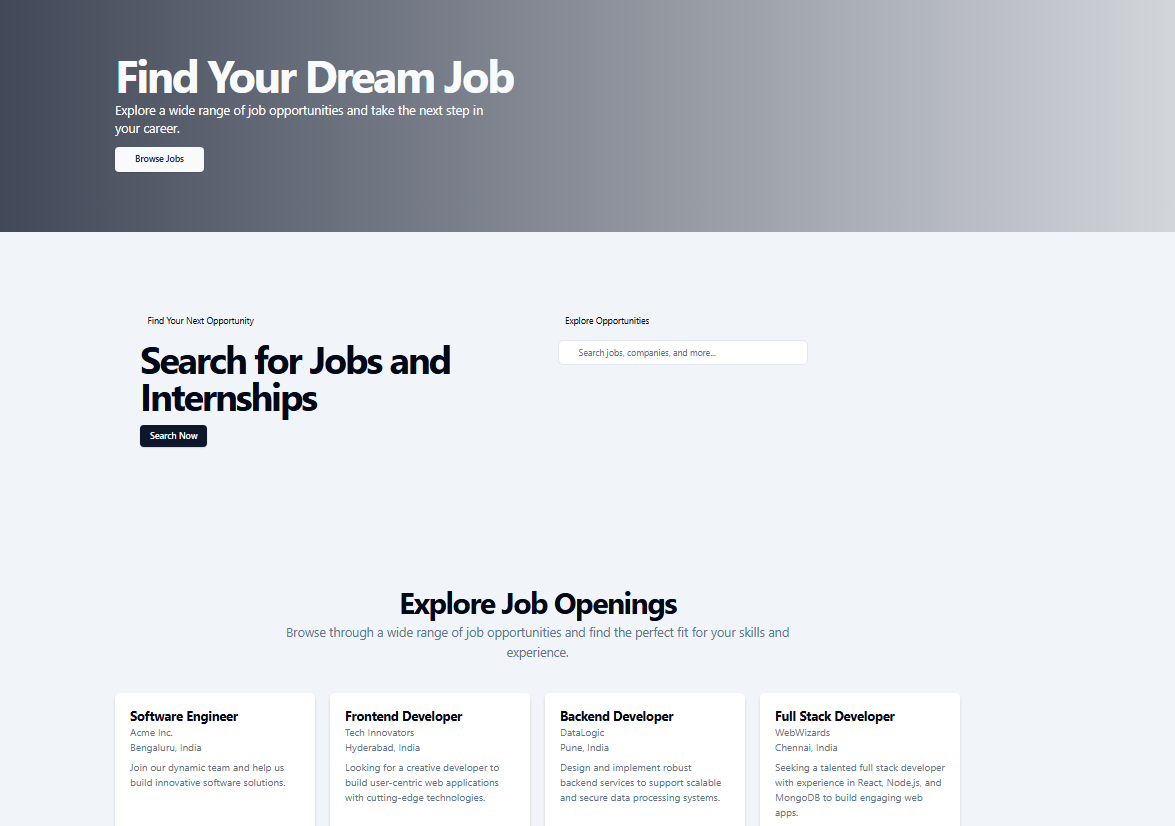 Find Your Dream Job
Explore a wide range of job opportunities and take the next step in
your career.
Browse Jobs
Find Your Next Opportunity
Search for Jobs and
Internships
Search Now
Explore Opportunities
Search jobs, companies, and more...
Explore Job Openings
Browse through a wide range of job opportunities and find the perfect fit for your skills and
experience.
Software Engineer
Acme Inc.
Bengaluru, India
Join our dynamic team and help us
build innovative software solutions.
Frontend Developer
Tech Innovators
Hyderabad, India
Looking for a creative developer to
build user-centric web applications
with cutting-edge technologies.
Backend Developer
DataLogic
Pune, India
Design and implement robust
backend services to support scalable
and secure data processing systems.
Full Stack Developer
WebWizards
Chennai, India
Seeking a talented full stack developer
with experience in React, Node.js, and
MongoDB to build engaging web
apps.